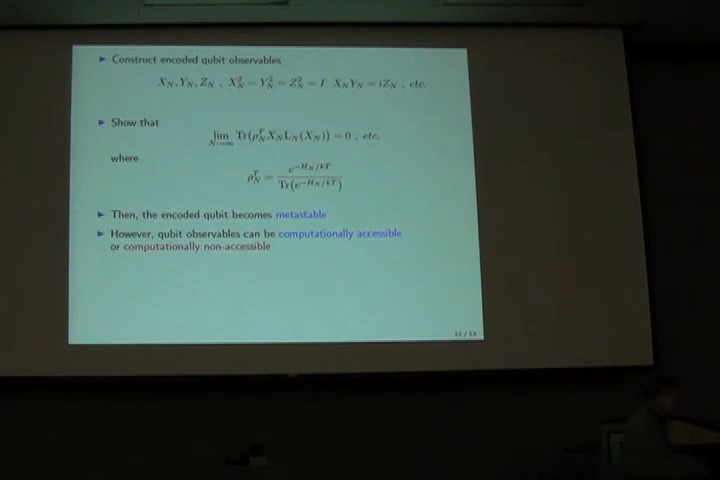 ► Construct encoded qubit observables
X_N, Y_N, Z_N , X_N^2 = Y_N^2 = Z_N^2 = I  X_N Y_N = iZ_N , etc.
► Show that
lim_{N→∞} Tr(ρ_N^T X_N L_N(X_N)) = 0 , etc.
where
ρ_N^T = e^{-H_N/kT} / Tr(e^{-H_N/kT})
► Then, the encoded qubit becomes metastable
► However, qubit observables can be computationally accessible
or computationally non-accessible
11 / 13